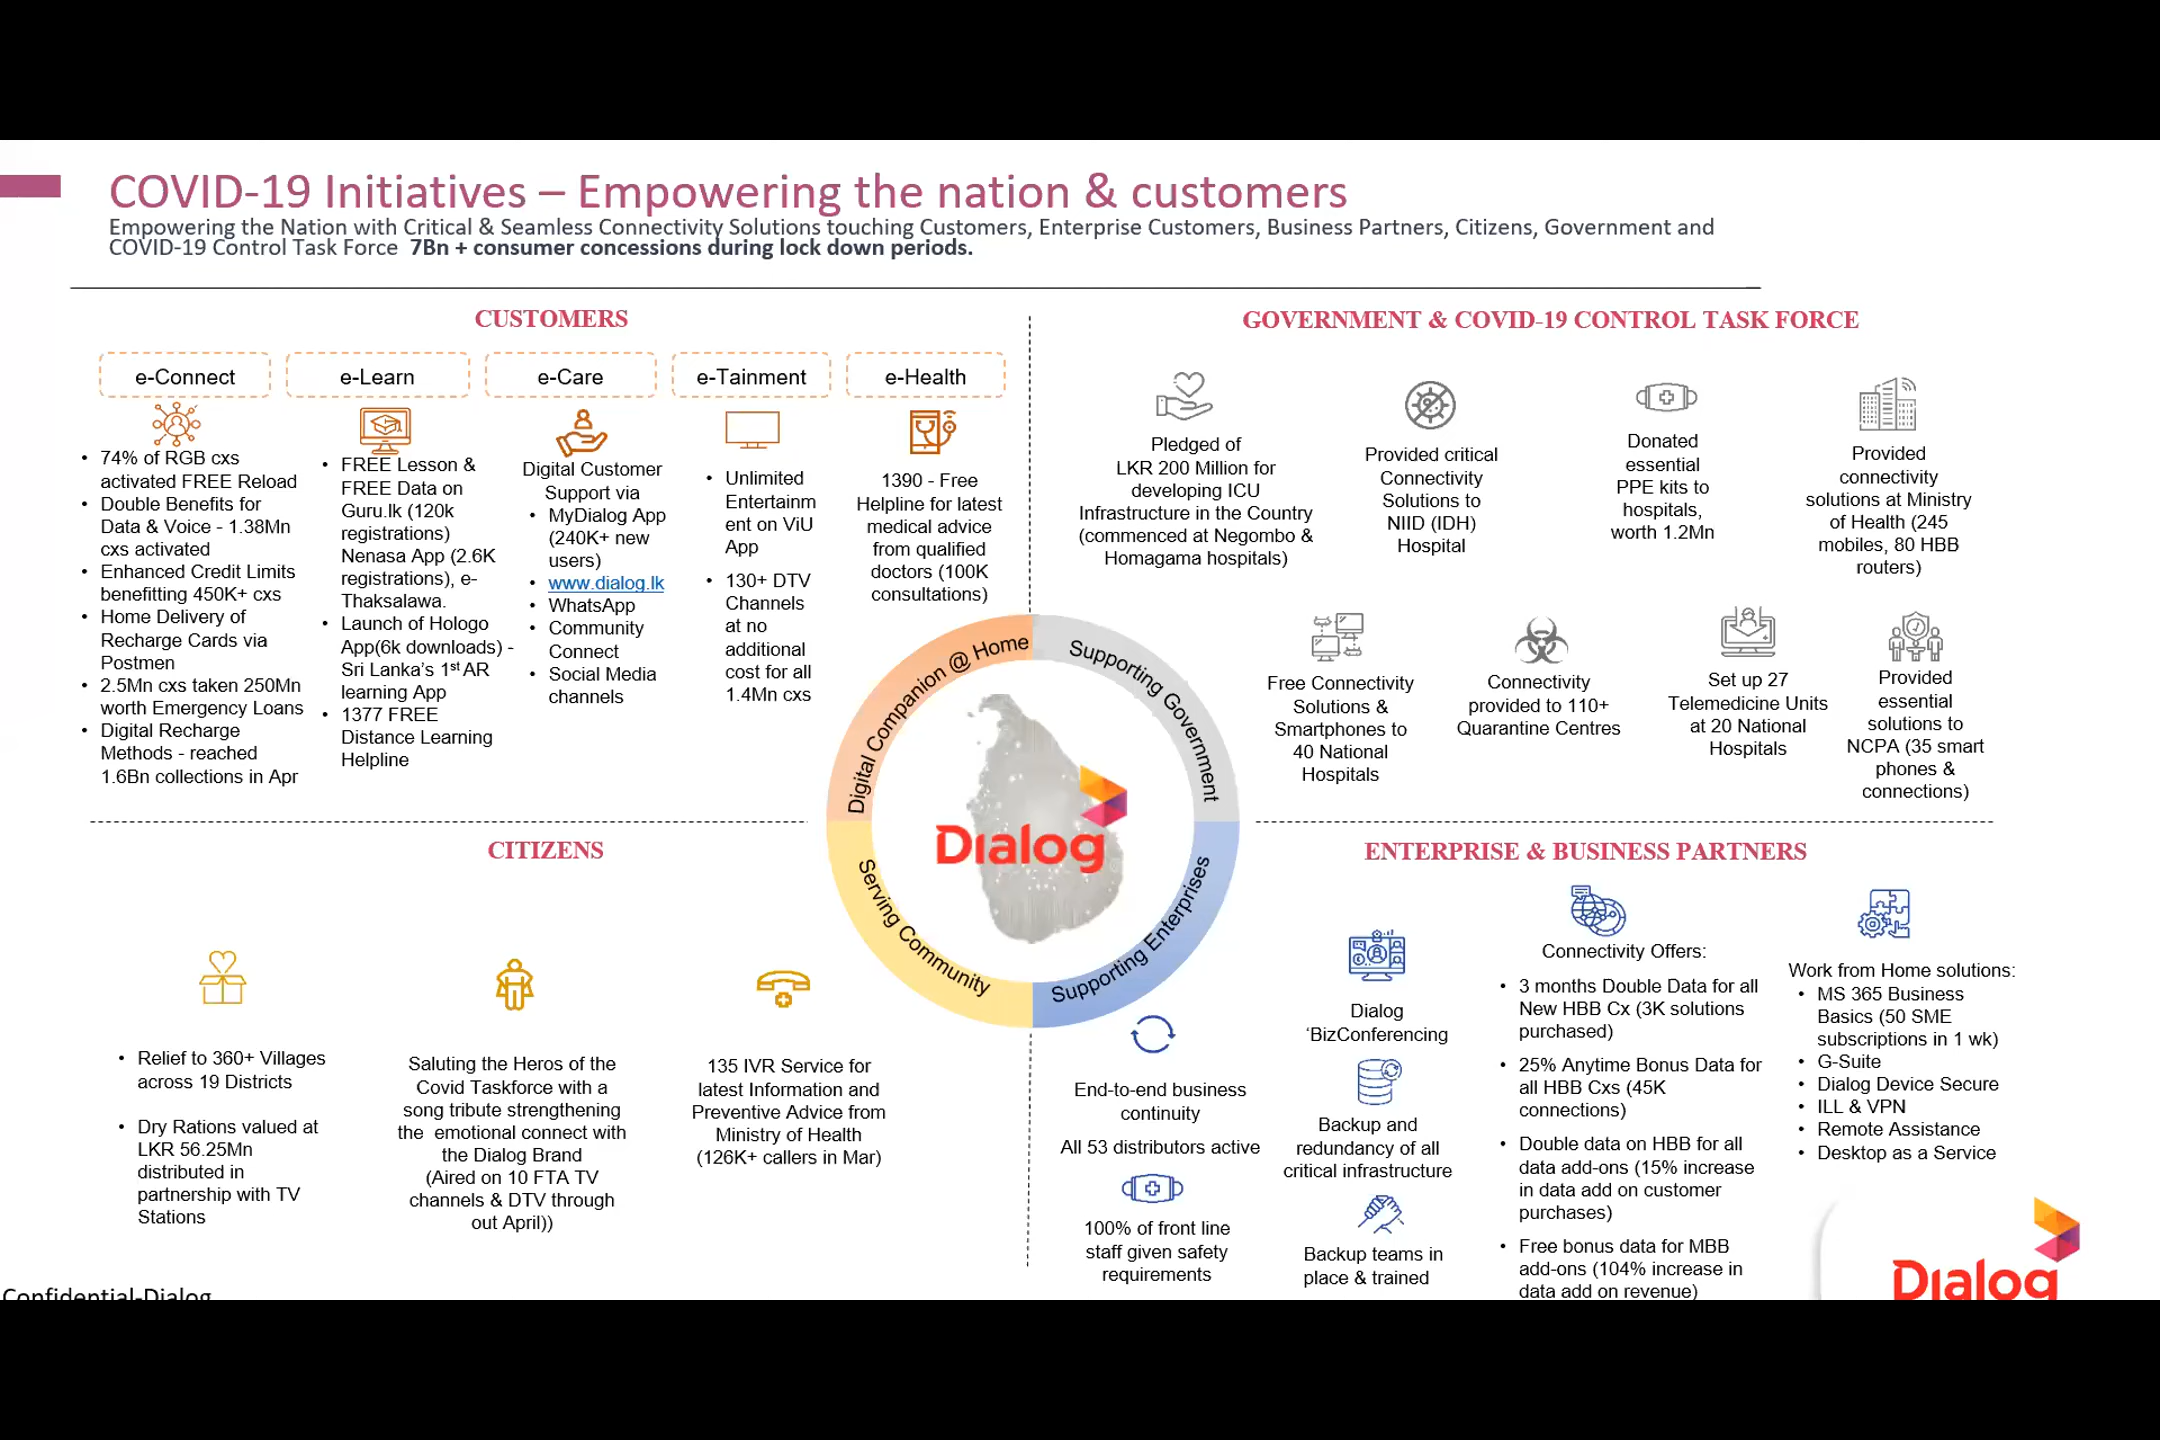 COVID-19 Initiatives – Empowering the nation & customers
Empowering the Nation with Critical & Seamless Connectivity Solutions touching Customers, Enterprise Customers, Business Partners, Citizens, Government and
COVID-19 Control Task Force 7Bn + consumer concessions during lock down periods.
CUSTOMERS
e-Connect
• 74% of RGB cxs
activated FREE Reload
• Double Benefits for
Data & Voice - 1.38Mn
cxs activated
• Enhanced Credit Limits
benefitting 450K+ cxs
• Home Delivery of
Recharge Cards via
Postmen
• 2.5Mn cxs taken 250Mn
worth Emergency Loans
• Digital Recharge
Methods - reached
1.6Bn collections in Apr
e-Learn
• FREE Lesson &
FREE Data on
Guru.lk (120k
registrations)
Nenasa App (2.6K
registrations), e-
Thaksalawa.
• Launch of Hologo
App(6k downloads) -
Sri Lanka's 1st AR
learning App
• 1377 FREE
Distance Learning
Helpline
e-Care
Digital Customer
Support via
• MyDialog App
(240K+ new
users)
• www.dialog.lk
• WhatsApp
• Community
Connect
• Social Media
channels
e-Tainment
• Unlimited
Entertainm
ent on ViU
App
• 130+ DTV
Channels
at no
additional
cost for all
1.4Mn cxs
e-Health
1390 - Free
Helpline for latest
medical advice
from qualified
doctors (100K
consultations)
GOVERNMENT & COVID-19 CONTROL TASK FORCE
Pledged of
LKR 200 Million for
developing ICU
Infrastructure in the Country
(commenced at Negombo &
Homagama hospitals)
Provided critical
Connectivity
Solutions to
NIID (IDH)
Hospital
Donated
essential
PPE kits to
hospitals,
worth 1.2Mn
Provided
connectivity
solutions at Ministry
of Health (245
mobiles, 80 HBB
routers)
Free Connectivity
Solutions &
Smartphones to
40 National
Hospitals
Connectivity
provided to 110+
Quarantine Centres
Set up 27
Telemedicine Units
at 20 National
Hospitals
Provided
essential
solutions to
NCPA (35 smart
phones &
connections)
Digital Companion @ Home
Supporting Government
Dialog
Serving Community
Supporting Enterprises
CITIZENS
• Relief to 360+ Villages
across 19 Districts
• Dry Rations valued at
LKR 56.25Mn
distributed in
partnership with TV
Stations
Saluting the Heros of the
Covid Taskforce with a
song tribute strengthening
the emotional connect with
the Dialog Brand
(Aired on 10 FTA TV
channels & DTV through
out April))
135 IVR Service for
latest Information and
Preventive Advice from
Ministry of Health
(126K+ callers in Mar)
ENTERPRISE & BUSINESS PARTNERS
End-to-end business
continuity
All 53 distributors active
100% of front line
staff given safety
requirements
Dialog
‘BizConferencing
Backup and
redundancy of all
critical infrastructure
Backup teams in
place & trained
Connectivity Offers:
• 3 months Double Data for all
New HBB Cx (3K solutions
purchased)
• 25% Anytime Bonus Data for
all HBB Cxs (45K
connections)
• Double data on HBB for all
data add-ons (15% increase
in data add on customer
purchases)
• Free bonus data for MBB
add-ons (104% increase in
data add on revenue)
Work from Home solutions:
• MS 365 Business
Basics (50 SME
subscriptions in 1 wk)
• G-Suite
• Dialog Device Secure
• ILL & VPN
• Remote Assistance
• Desktop as a Service
Dialog
Confidential-Dialog